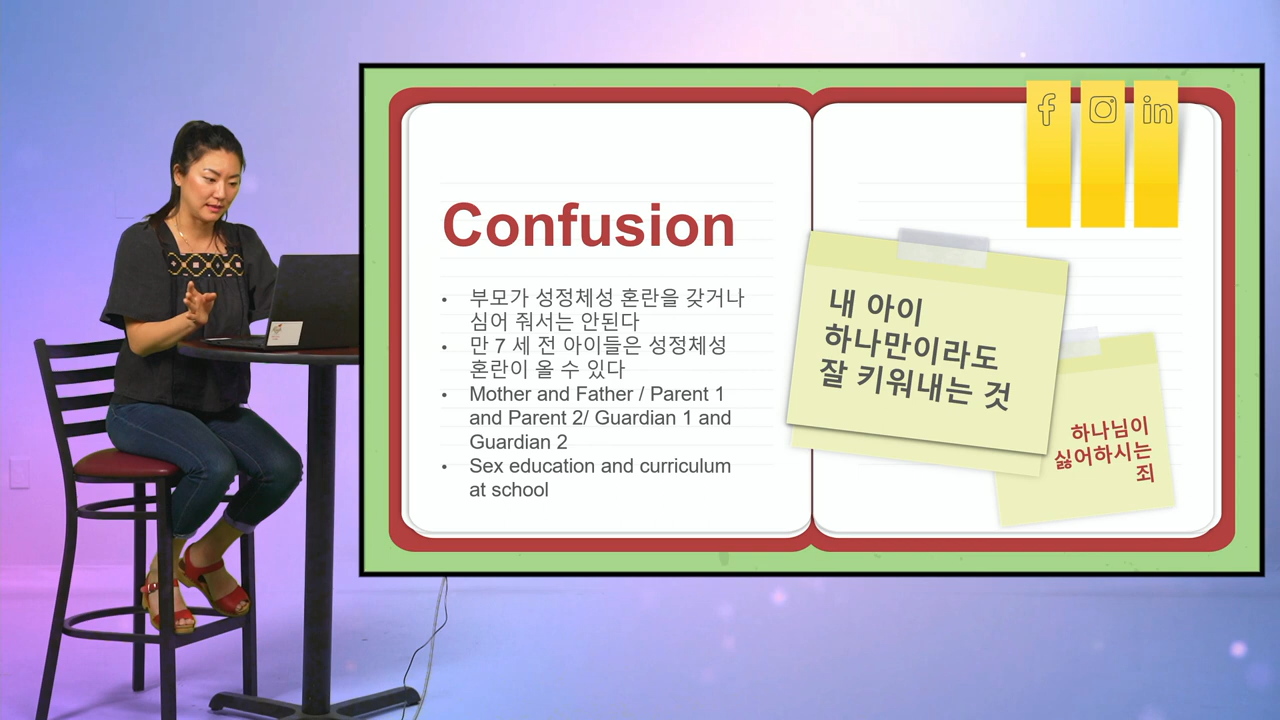 Confusion
• 부모가 성정체성 혼란을 갖거나
심어 줘서는 안된다
• 만 7 세 전 아이들은 성정체성
혼란이 올 수 있다
• Mother and Father / Parent 1
and Parent 2/ Guardian 1 and
Guardian 2
• Sex education and curriculum
at school
내 아이
하나만이라도
잘 키워내는 것
하나님이
싫어하시는
죄
f
in